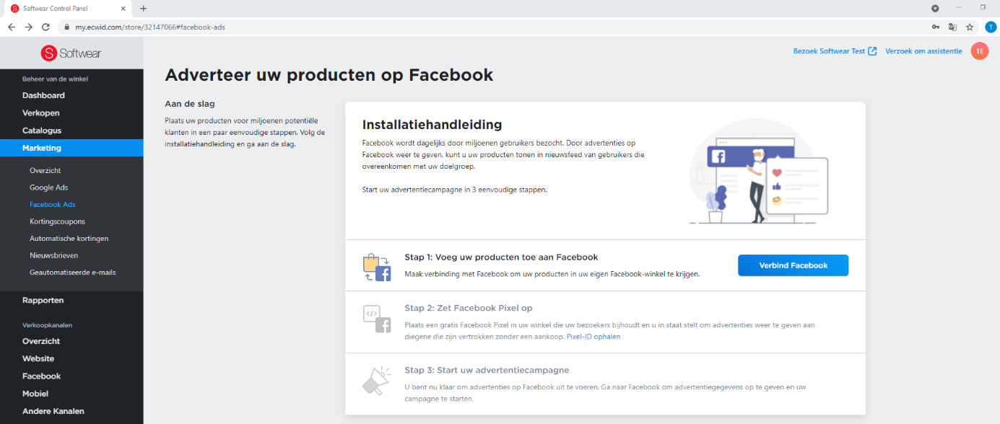 Softwear Control Panel
my.ecwid.com/store/32147066#facebook-ads
T
S Softwear
Bezoek Softwear Test
Verzoek om assistentie
TE
Beheer van de winkel
Dashboard
Verkopen
Catalogus
Marketing
Overzicht
Google Ads
Facebook Ads
Kortingscoupons
Automatische kortingen
Nieuwsbrieven
Geautomatiseerde e-mails
Rapporten
Verkoopkanalen
Overzicht
Website
Facebook
Mobiel
Andere Kanalen
Adverteer uw producten op Facebook
Aan de slag
Plaats uw producten voor miljoenen potentiële
klanten in een paar eenvoudige stappen. Volg de
installatiehandleiding en ga aan de slag.
Installatiehandleiding
Facebook wordt dagelijks door miljoenen gebruikers bezocht. Door advertenties op
Facebook weer te geven, kunt u uw producten tonen in nieuwsfeed van gebruikers die
overeenkomen met uw doelgroep.
Start uw advertentiecampagne in 3 eenvoudige stappen.
Stap 1: Voeg uw producten toe aan Facebook
Maak verbinding met Facebook om uw producten in uw eigen Facebook-winkel te krijgen.
Verbind Facebook
Stap 2: Zet Facebook Pixel op
Plaats een gratis Facebook Pixel in uw winkel die uw bezoekers bijhoudt en u in staat stelt om advertenties weer te geven aan
diegene die zijn vertrokken zonder een aankoop. Pixel-ID ophalen
Stap 3: Start uw advertentiecampagne
U bent nu klaar om advertenties op Facebook uit te voeren. Ga naar Facebook om advertentiegegevens op te geven en uw
campagne te starten.